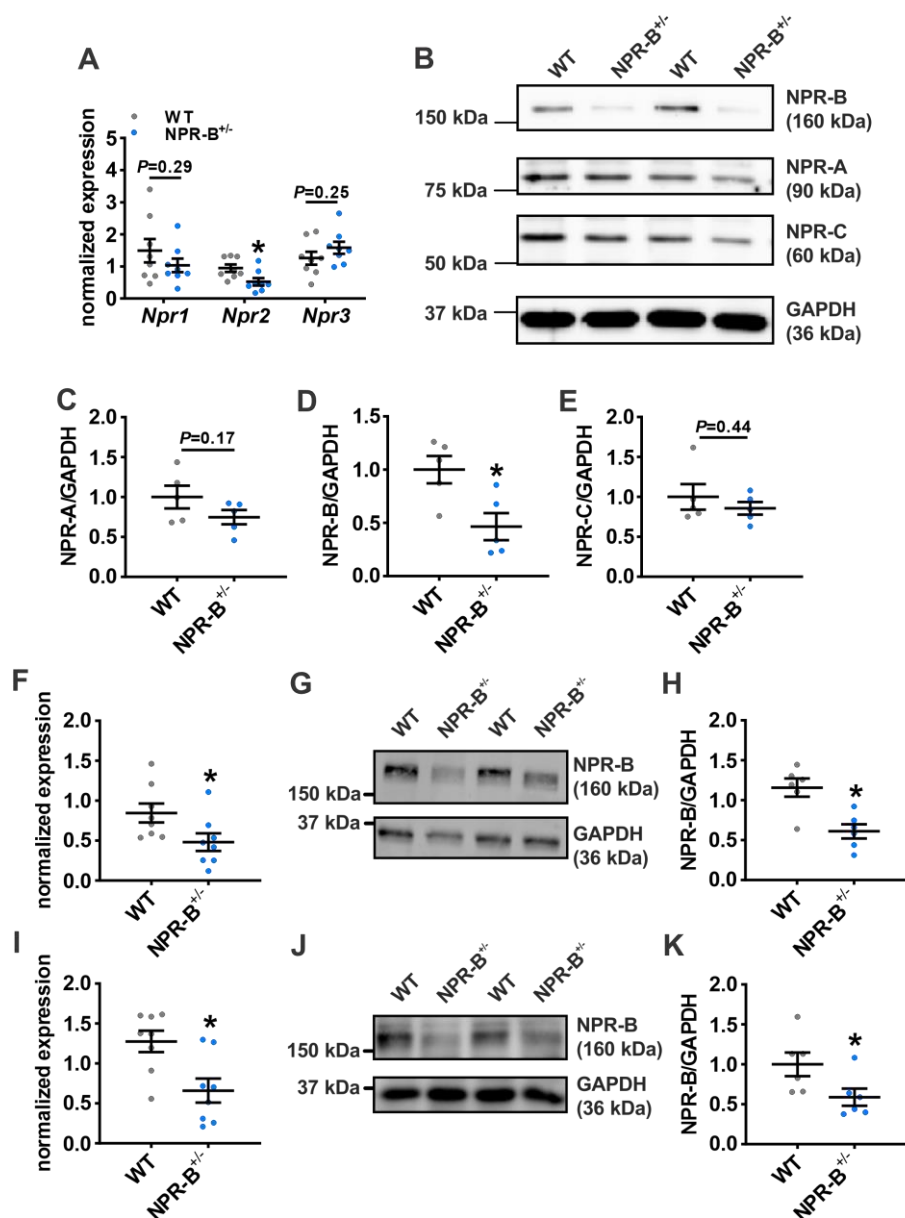 A
WT
NPR-B+/-
normalized expression
5
4
3
2
1
0
P=0.29
*
P=0.25
Npr1
Npr2
Npr3
B
WT
NPR-B+/-
WT
NPR-B+/-
150 kDa
NPR-B
(160 kDa)
75 kDa
NPR-A
(90 kDa)
50 kDa
NPR-C
(60 kDa)
37 kDa
GAPDH
(36 kDa)
C
NPR-A/GAPDH
2.0
1.5
1.0
0.5
0.0
P=0.17
WT
NPR-B+/-
D
NPR-B/GAPDH
1.5
1.0
0.5
0.0
*
WT
NPR-B+/-
E
NPR-C/GAPDH
2.0
1.5
1.0
0.5
0.0
P=0.44
WT
NPR-B+/-
F
normalized expression
2.0
1.5
1.0
0.5
0.0
*
WT
NPR-B+/-
G
WT
NPR-B+/-
WT
NPR-B+/-
150 kDa
NPR-B
(160 kDa)
37 kDa
GAPDH
(36 kDa)
H
NPR-B/GAPDH
2.0
1.5
1.0
0.5
0.0
*
WT
NPR-B+/-
I
normalized expression
2.0
1.5
1.0
0.5
0.0
*
WT
NPR-B+/-
J
WT
NPR-B+/-
WT
NPR-B+/-
150 kDa
NPR-B
(160 kDa)
37 kDa
GAPDH
(36 kDa)
K
NPR-B/GAPDH
2.0
1.5
1.0
0.5
0.0
*
WT
NPR-B+/-